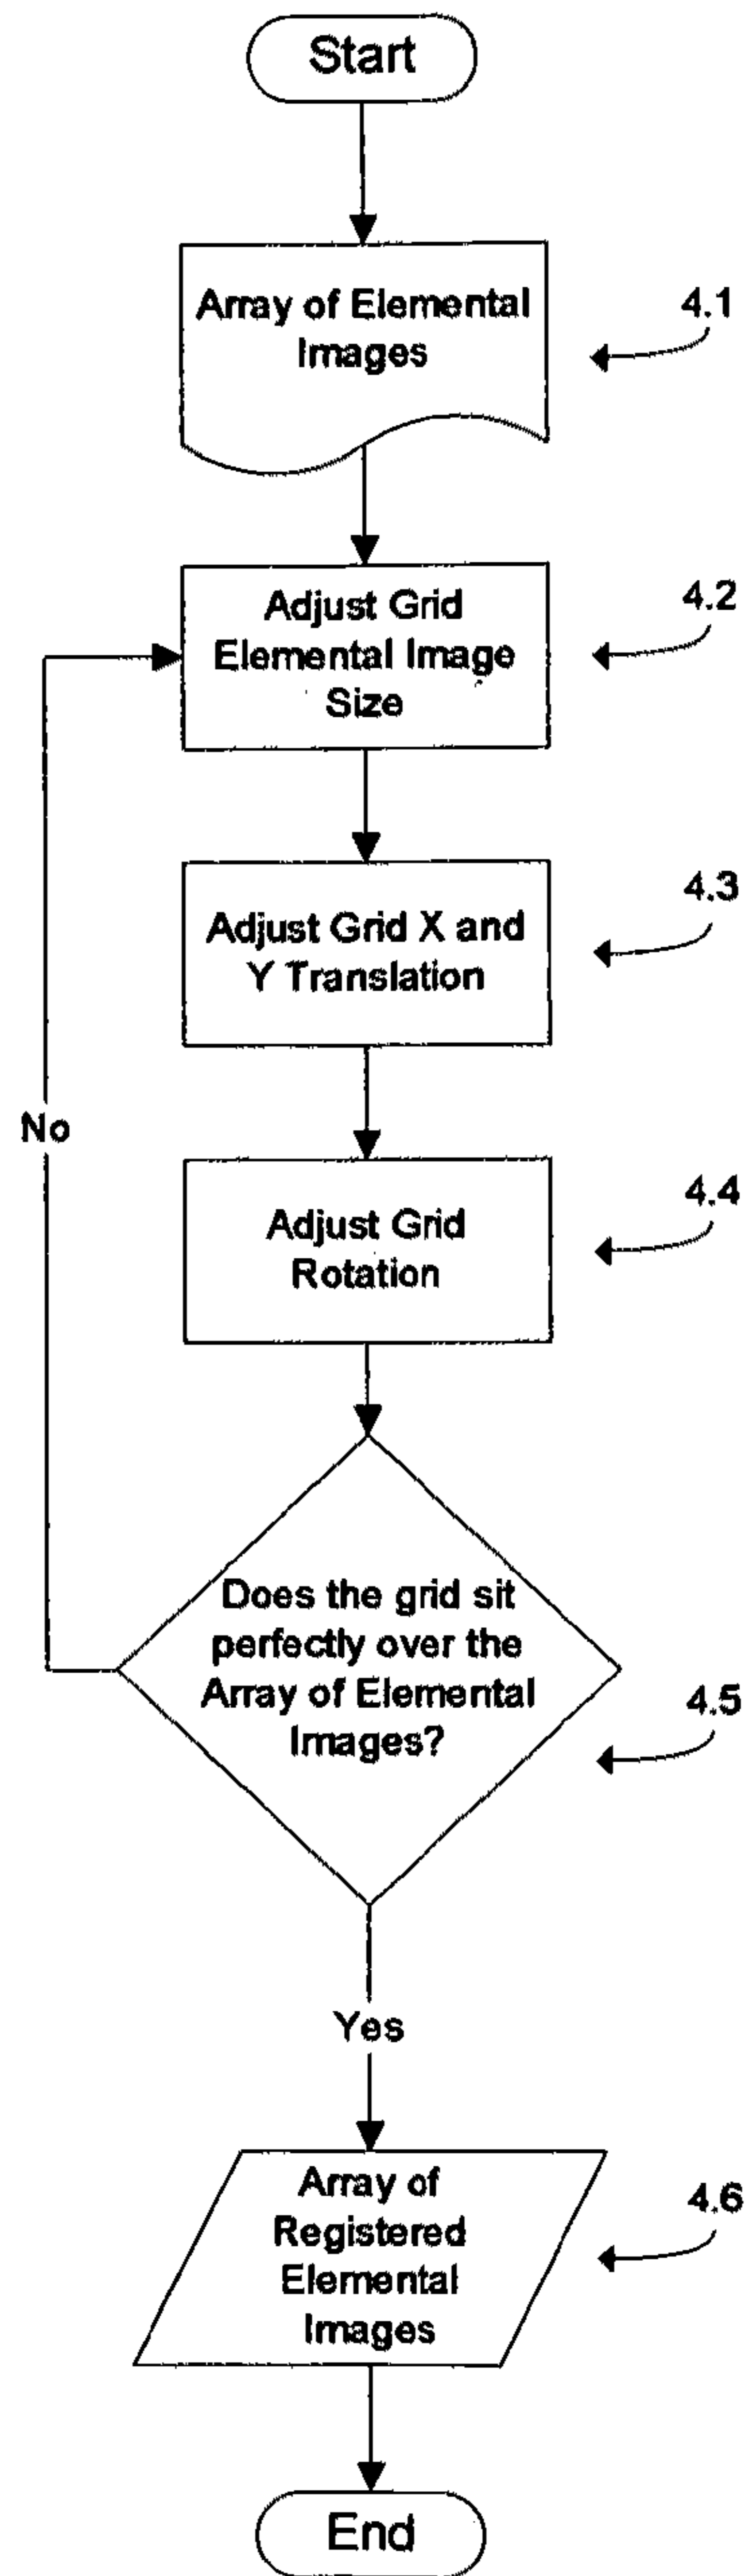 Start
Array of Elemental
Images
4.1
Adjust Grid
Elemental Image
Size
4.2
Adjust Grid X and
Y Translation
4.3
No
Adjust Grid
Rotation
4.4
Does the grid sit
perfectly over the
Array of Elemental
Images?
4.5
Yes
Array of
Registered
Elemental
Images
4.6
End